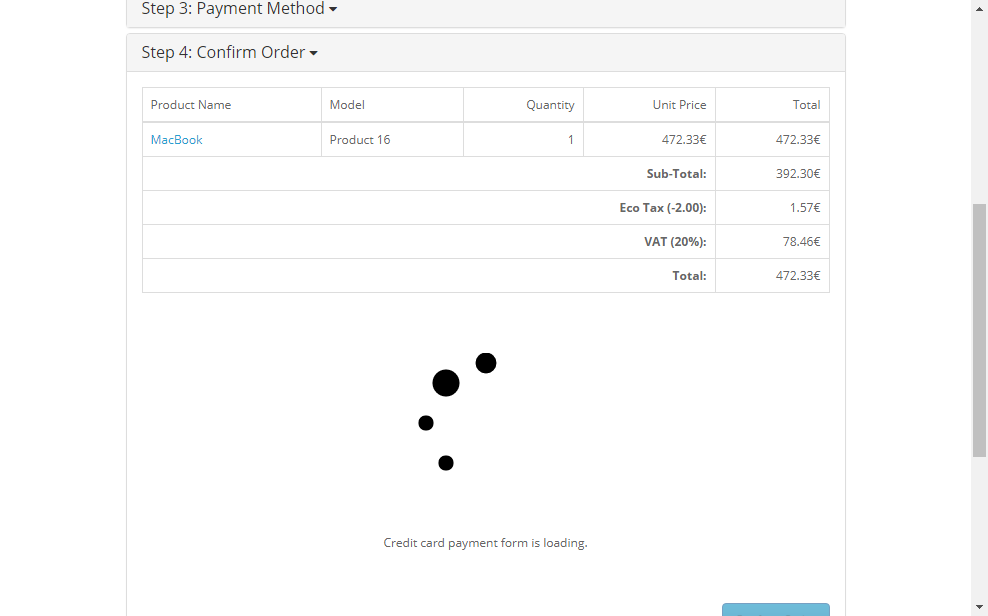 Step 3: Payment Method
Step 4: Confirm Order
Product Name Model Quantity Unit Price Total
MacBook Product 16 1 472.33€ 472.33€
Sub-Total: 392.30€
Eco Tax (-2.00): 1.57€
VAT (20%): 78.46€
Total: 472.33€
Credit card payment form is loading.